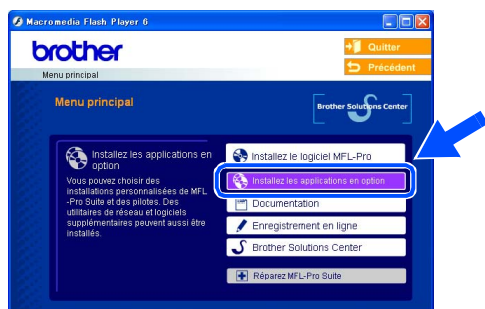 Macromedia Flash Player 6
brother
Quitter
Précédent
Menu principal
Menu principal
Brother Solutions Center
Installez les applications en
option
Vous pouvez choisir des
installations personnalisées de MFL
-Pro Suite et des pilotes. Des
utilitaires de réseau et logiciels
supplémentaires peuvent aussi être
installés.
Installez le logiciel MFL-Pro
Installez les applications en option
Documentation
Enregistrement en ligne
Brother Solutions Center
Réparez MFL-Pro Suite